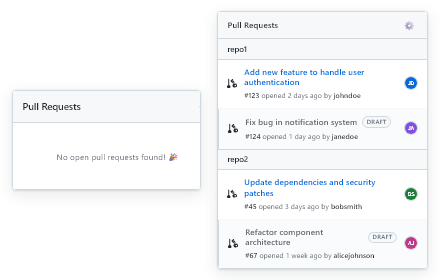 Pull Requests
No open pull requests found! 🎉
Pull Requests
repo1
Add new feature to handle user
authentication
#123 opened 2 days ago by johndoe
JD
Fix bug in notification system DRAFT
#124 opened 1 day ago by janedoe
JA
repo2
Update dependencies and security
patches
#45 opened 3 days ago by bobsmith
BS
Refactor component
architecture
DRAFT
#67 opened 1 week ago by alicejohnson
AJ